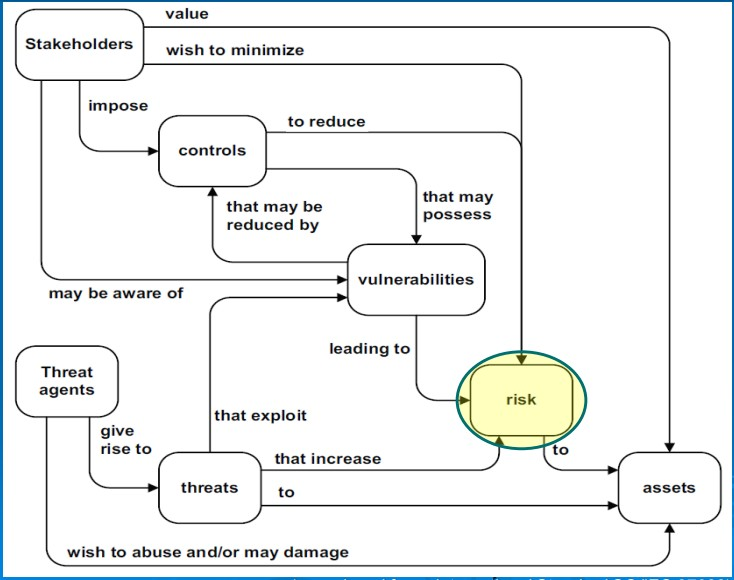 value
Stakeholders
wish to minimize
impose
to reduce
controls
that may
possess
that may be
reduced by
vulnerabilities
may be aware of
leading to
Threat
agents
risk
that exploit
give
rise to
to
that increase
threats
to
assets
wish to abuse and/or may damage